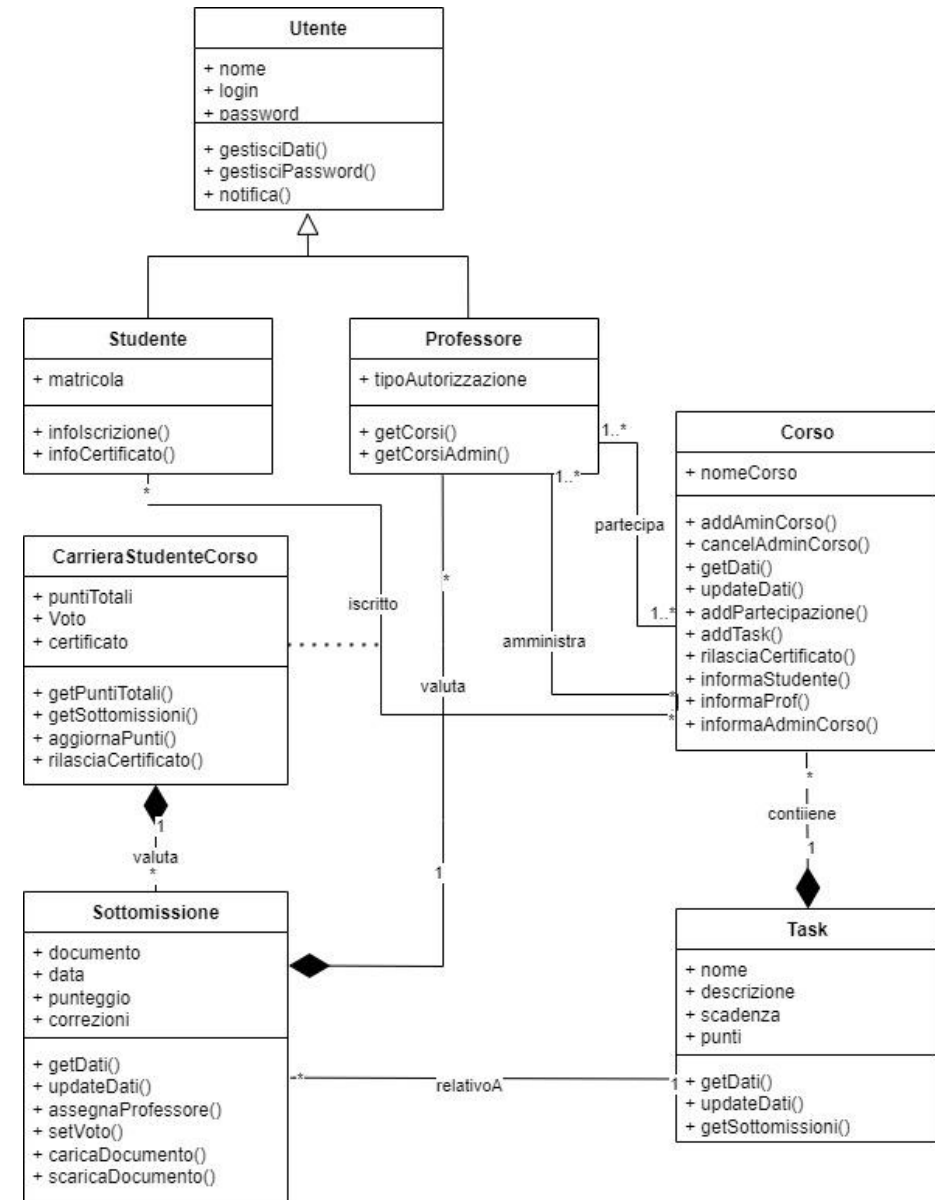 Utente
+ nome
+ login
+ password
+ gestisciDati()
+ gestisciPassword()
+ notifica()
Studente
+ matricola
+ infoIscrizione()
+ infoCertificato()
*
Professore
+ tipoAutorizzazione
+ getCorsi()
+ getCorsiAdmin()
1..*
1..*
partecipa
1..*
amministra
*
*
iscritto
*
valuta
1
Corso
+ nomeCorso
+ addAminCorso()
+ cancelAdminCorso()
+ getDati()
+ updateDati()
+ addPartecipazione()
+ addTask()
+ rilasciaCertificato()
+ informaStudente()
+ informaProf()
+ informaAdminCorso()
*
contiiene
1
CarrieraStudenteCorso
+ puntiTotali
+ Voto
+ certificato
+ getPuntiTotali()
+ getSottomissioni()
+ aggiornaPunti()
+ rilasciaCertificato()
1
valuta
*
Sottomissione
+ documento
+ data
+ punteggio
+ correzioni
+ getDati()
+ updateDati()
+ assegnaProfessore()
+ setVoto()
+ caricaDocumento()
+ scaricaDocumento()
*
relativoA
1
Task
+ nome
+ descrizione
+ scadenza
+ punti
+ getDati()
+ updateDati()
+ getSottomissioni()